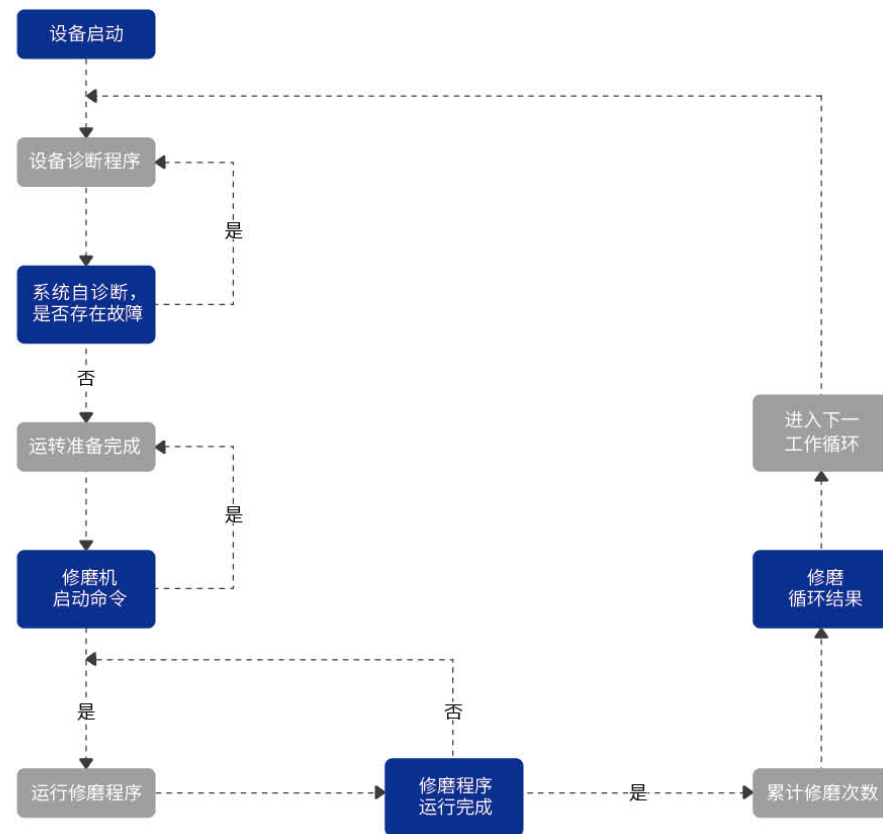 设备启动
设备诊断程序
是
系统自诊断，
是否存在故障
否
运转准备完成
是
修磨机
启动命令
是
运行修磨程序
否
修磨程序
运行完成
是
累计修磨次数
修磨
循环结果
进入下一
工作循环